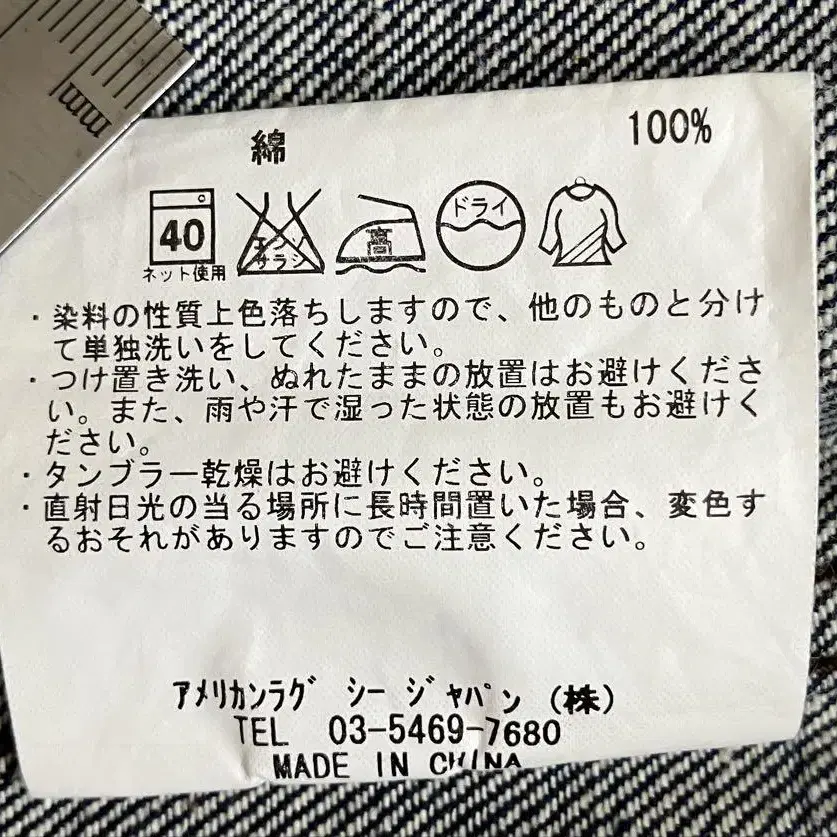 mm
綿 100%
40
ネット使用
エンソ
サラシ
高
ドライ
・染料の性質上色落ちしますので、他のものと分け
て単独洗いをしてください。
・つけ置き洗い、ぬれたままの放置はお避けくださ
い。また、雨や汗で湿った状態の放置もお避けく
ださい。
・タンブラー乾燥はお避けください。
・直射日光の当る場所に長時間置いた場合、変色す
るおそれがありますのでご注意ください。
ｱﾒﾘｶﾝﾗｸﾞ ｼｰ ｼﾞｬﾊﾟﾝ (株)
TEL 03-5469-7680
MADE IN CHINA